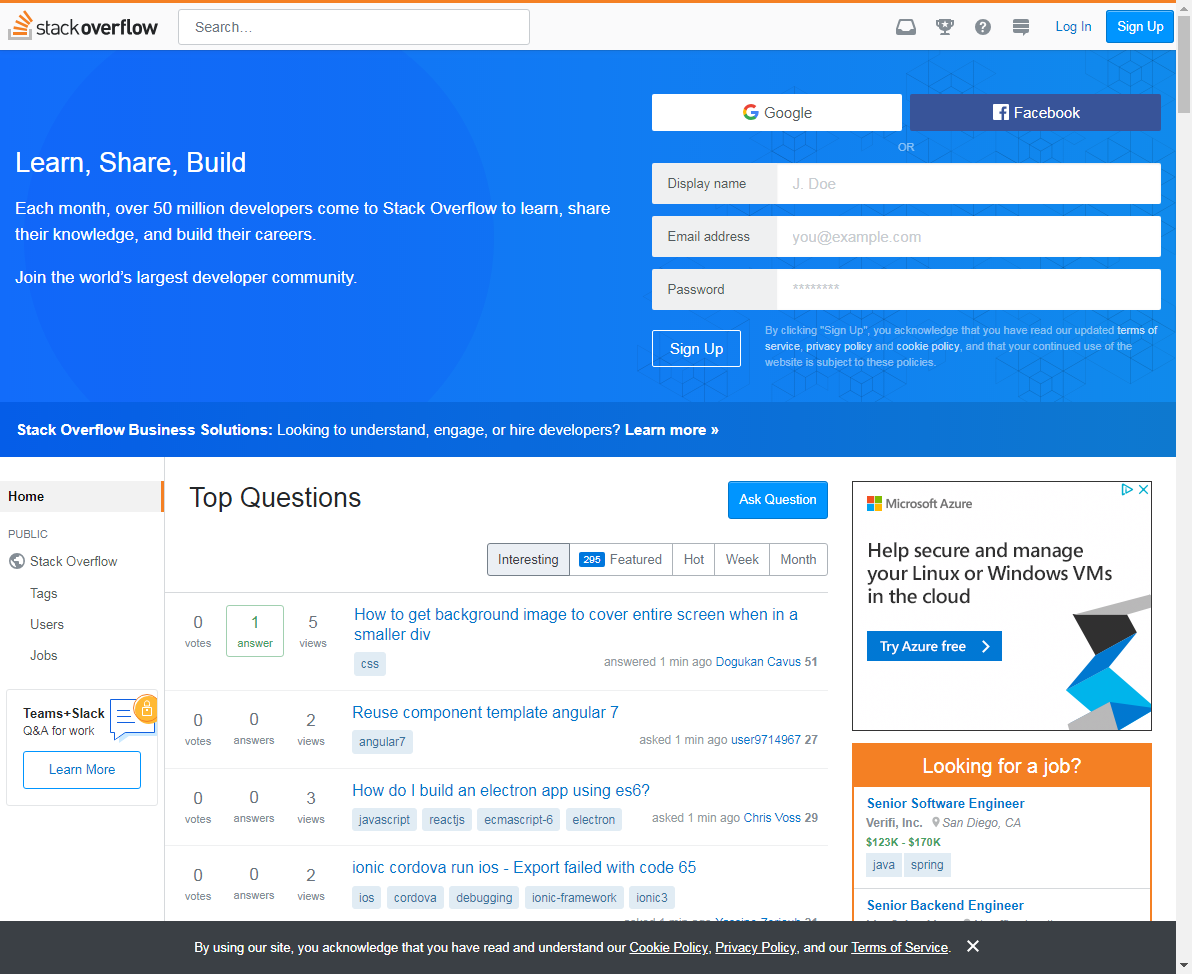 stackoverflow
Search…
Log In
Sign Up
Google
Facebook
OR
Learn, Share, Build
Each month, over 50 million developers come to Stack Overflow to learn, share
their knowledge, and build their careers.
Join the world’s largest developer community.
Display name
J. Doe
Email address
you@example.com
Password
********
Sign Up
By clicking "Sign Up", you acknowledge that you have read our updated terms of
service, privacy policy and cookie policy, and that your continued use of the
website is subject to these policies.
Stack Overflow Business Solutions: Looking to understand, engage, or hire developers? Learn more »
Home
PUBLIC
Stack Overflow
Tags
Users
Jobs
Teams+Slack
Q&A for work
Learn More
Top Questions
Ask Question
Interesting
295 Featured
Hot
Week
Month
0 votes
1 answer
5 views
How to get background image to cover entire screen when in a
smaller div
css
answered 1 min ago Dogukan Cavus 51
0 votes
0 answers
2 views
Reuse component template angular 7
angular7
asked 1 min ago user9714967 27
0 votes
0 answers
3 views
How do I build an electron app using es6?
javascript reactjs ecmascript-6 electron
asked 1 min ago Chris Voss 29
0 votes
0 answers
2 views
ionic cordova run ios - Export failed with code 65
ios cordova debugging ionic-framework ionic3
asked 1 min ago
Microsoft Azure
Help secure and manage
your Linux or Windows VMs
in the cloud
Try Azure free
Looking for a job?
Senior Software Engineer
Verifi, Inc. San Diego, CA
$123K - $170K
java spring
Senior Backend Engineer
By using our site, you acknowledge that you have read and understand our Cookie Policy, Privacy Policy, and our Terms of Service.